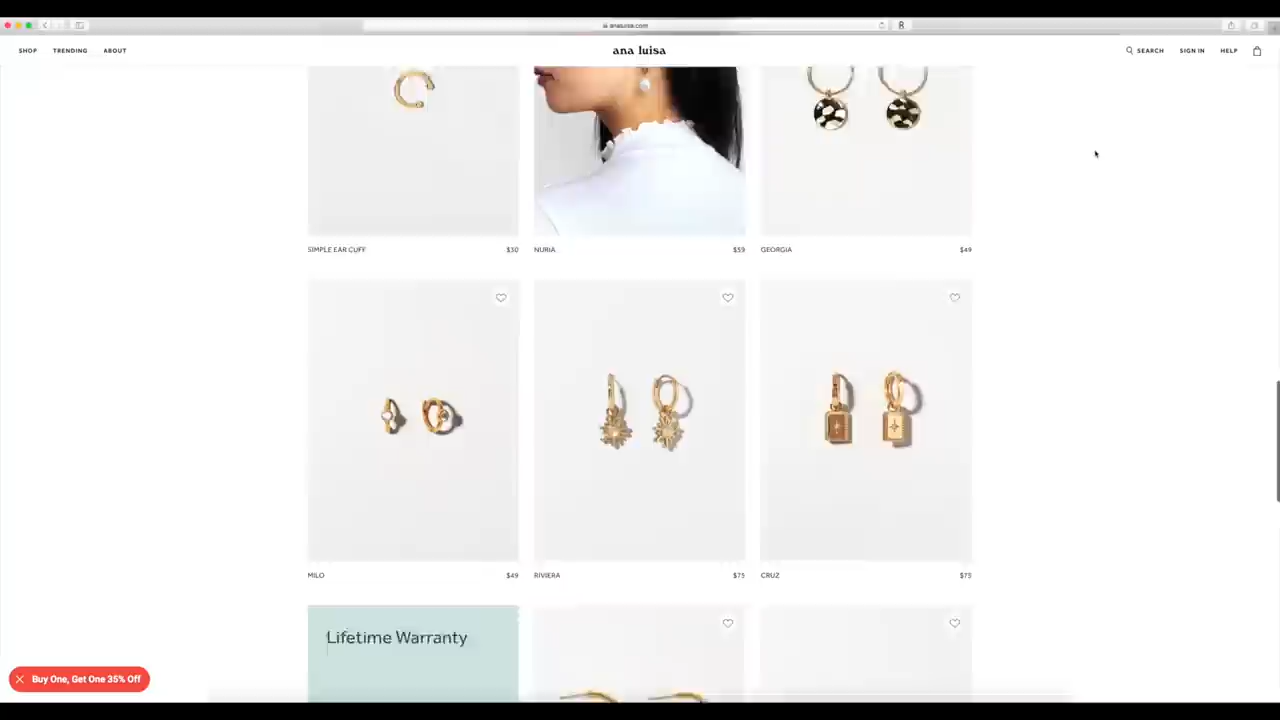 analuisa.com
SHOP TRENDING ABOUT
ana luisa
SEARCH SIGN IN HELP
SIMPLE EAR CUFF $30
NURIA $59
GEORGIA $49
MILO $49
RIVIERA $75
CRUZ $75
Lifetime Warranty
Buy One, Get One 35% Off